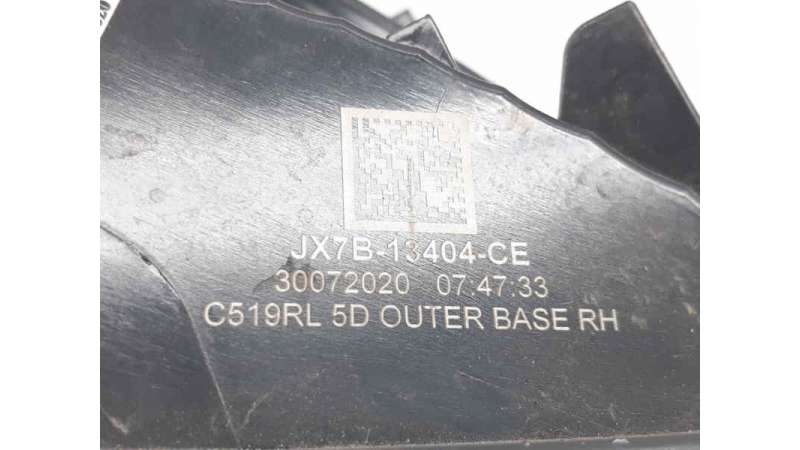 JX7B-13404-CE
30072020 07:47:33
C519RL 5D OUTER BASE RH